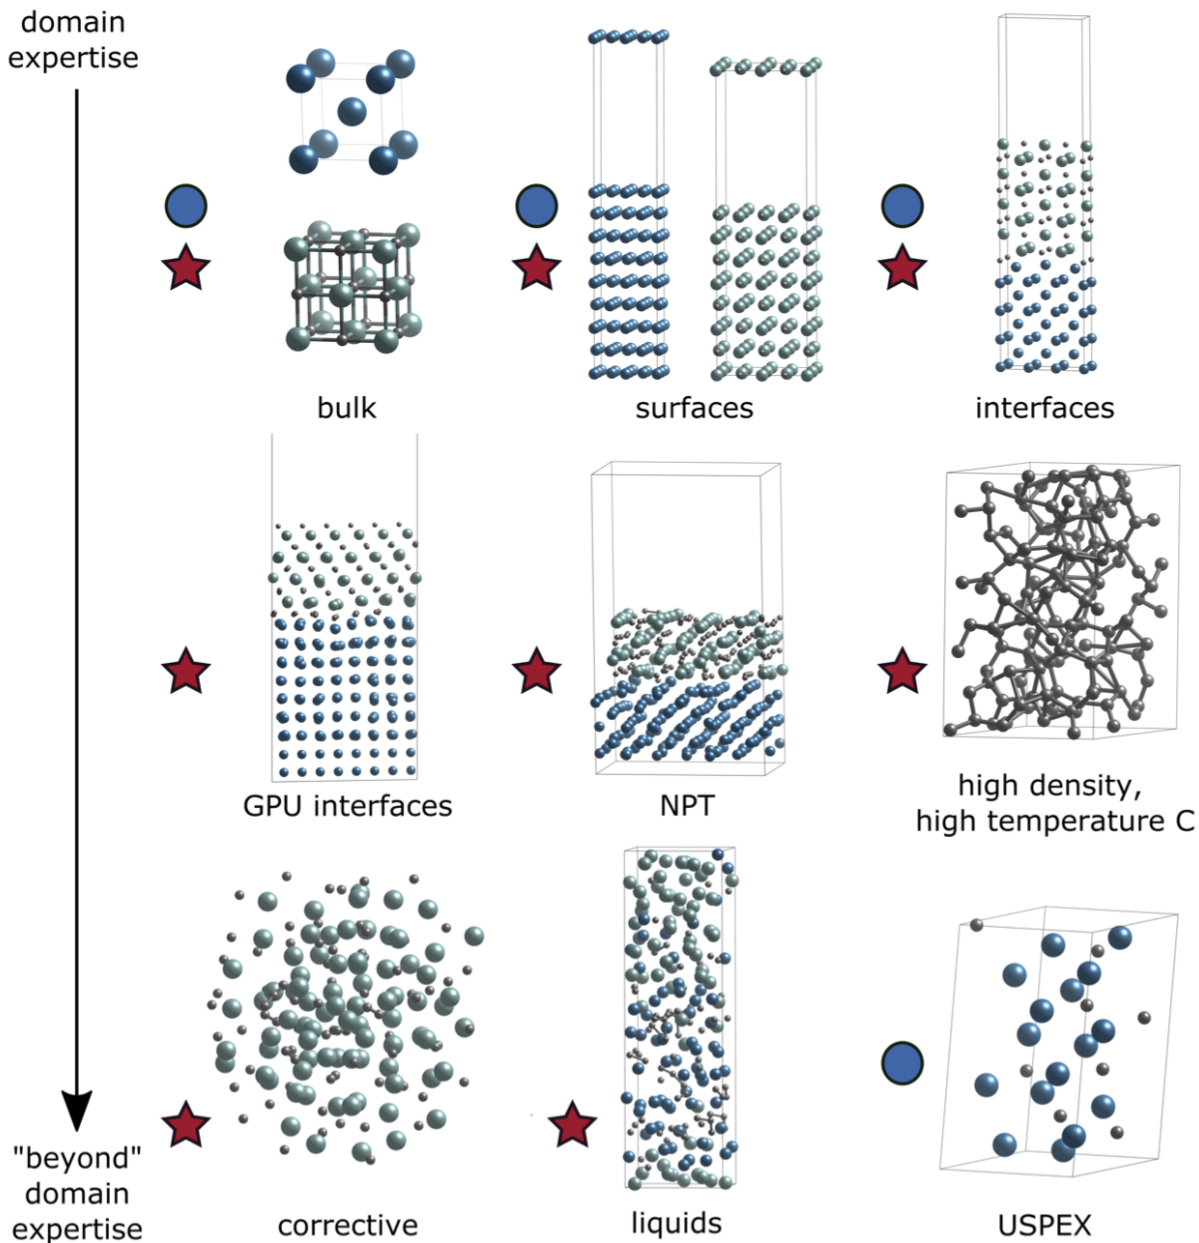 domain
expertise
bulk
surfaces
interfaces
GPU interfaces
NPT
high density,
high temperature C
"beyond"
domain
expertise
corrective
liquids
USPEX